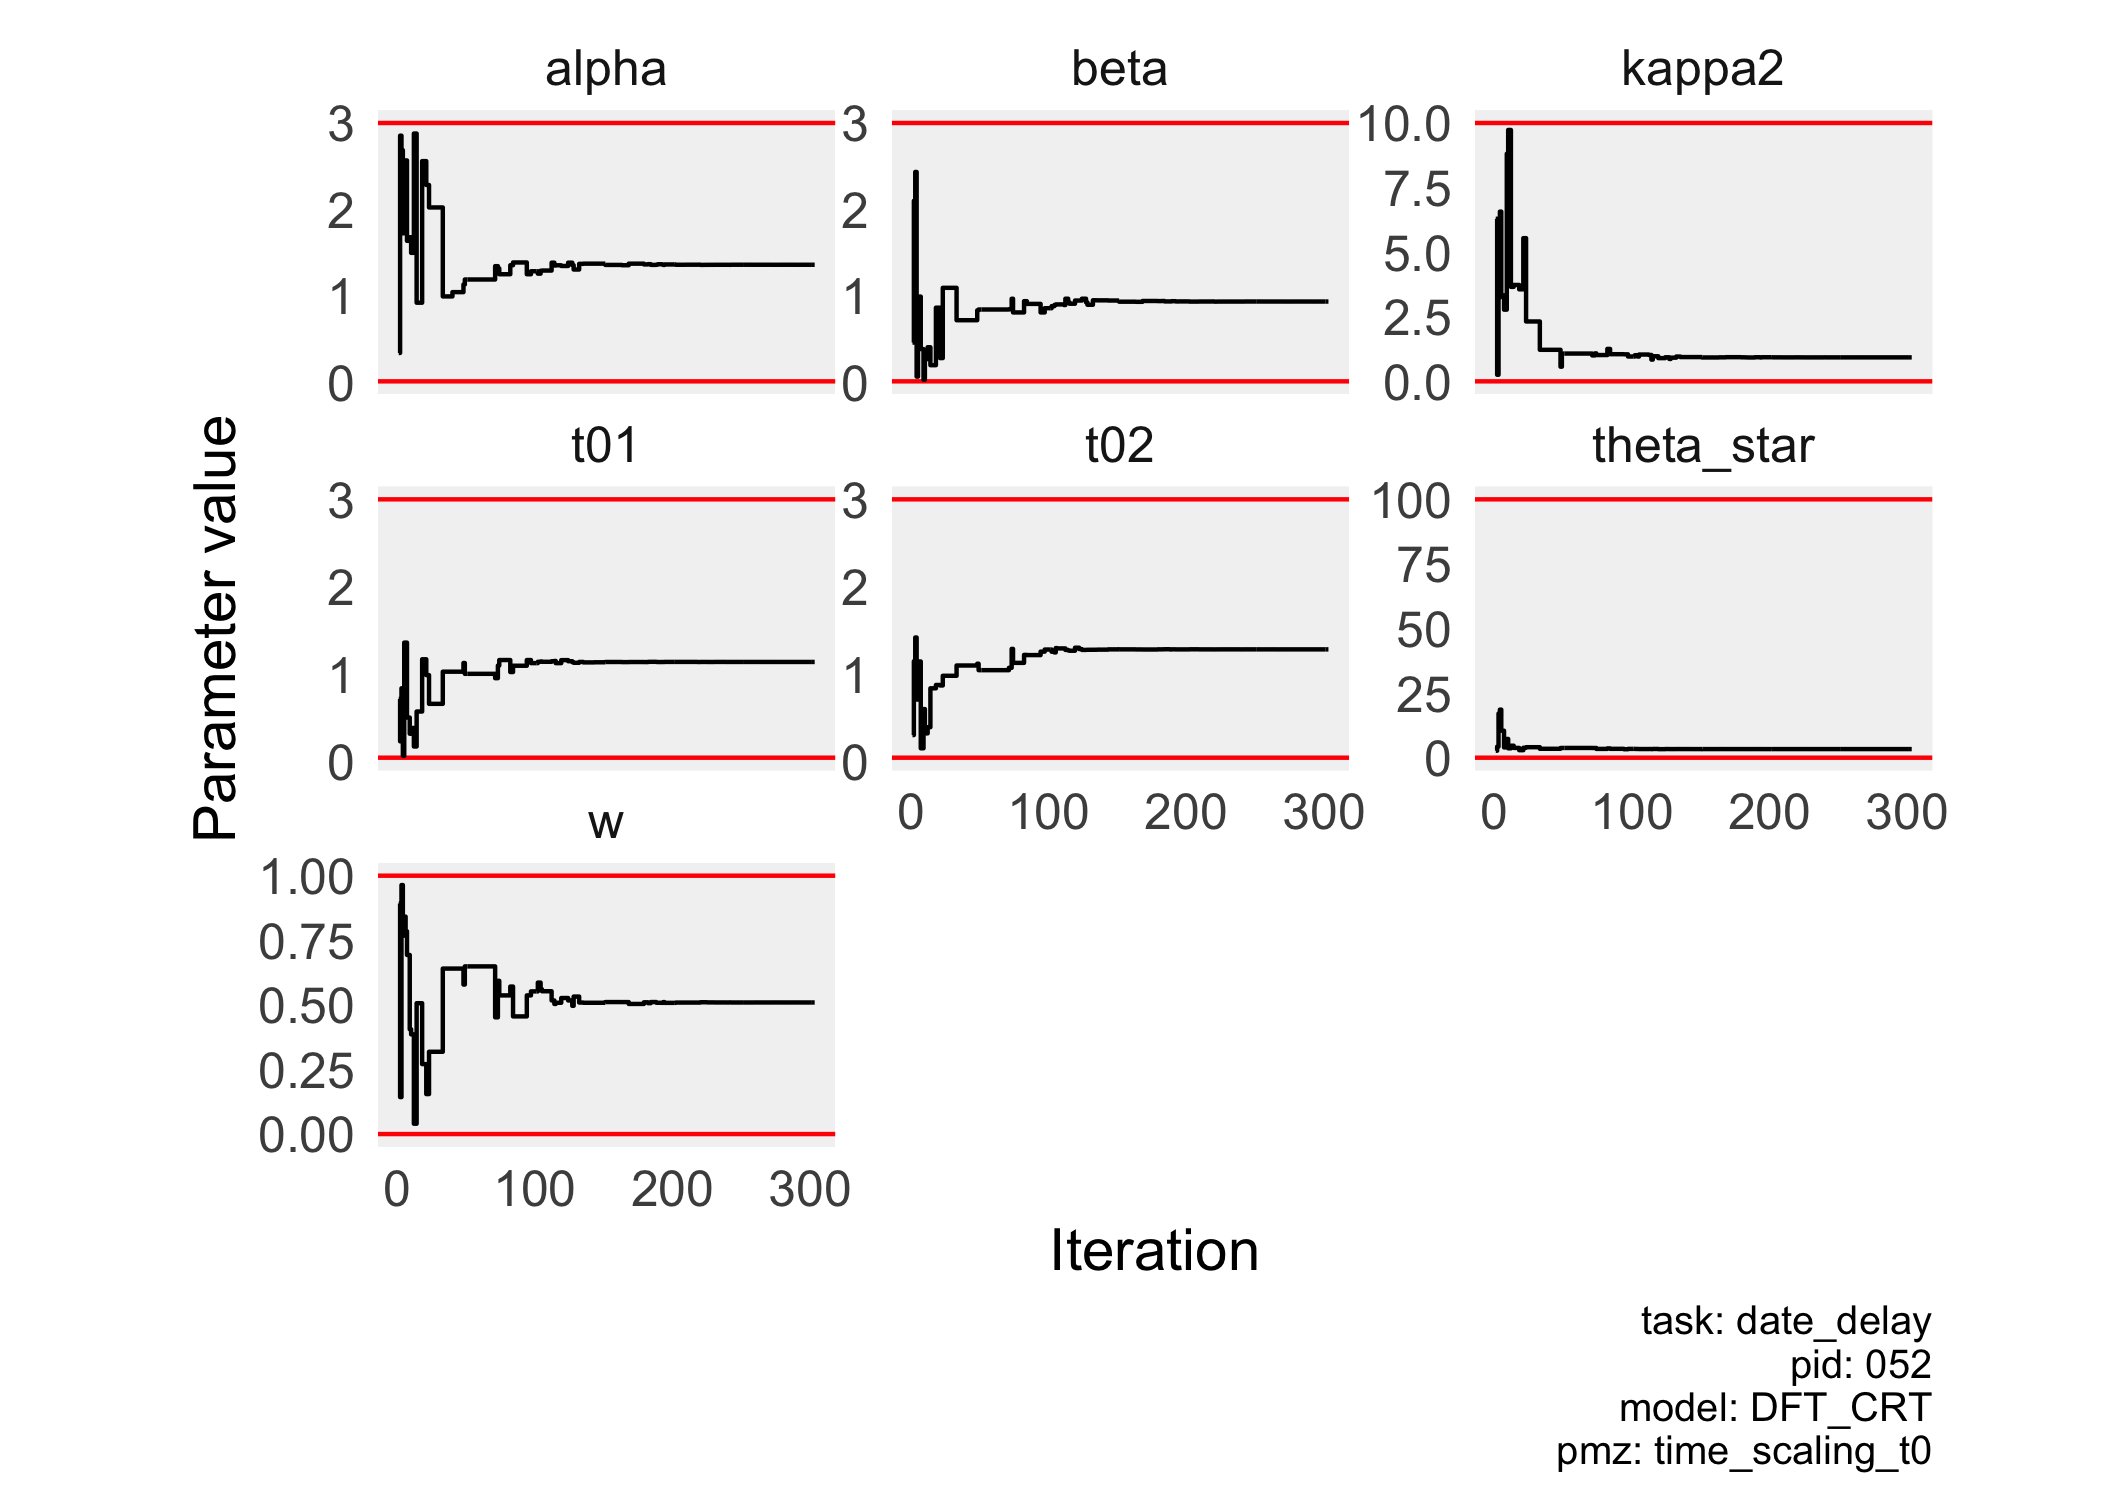 alpha
beta
kappa2
3
2
1
0
3
2
1
0
10.0
7.5
5.0
2.5
0.0
t01
t02
theta_star
3
2
1
0
3
2
1
0
100
75
50
25
0
0 100 200 300
0 100 200 300
w
1.00
0.75
0.50
0.25
0.00
0 100 200 300
Parameter value
Iteration
task: date_delay
pid: 052
model: DFT_CRT
pmz: time_scaling_t0